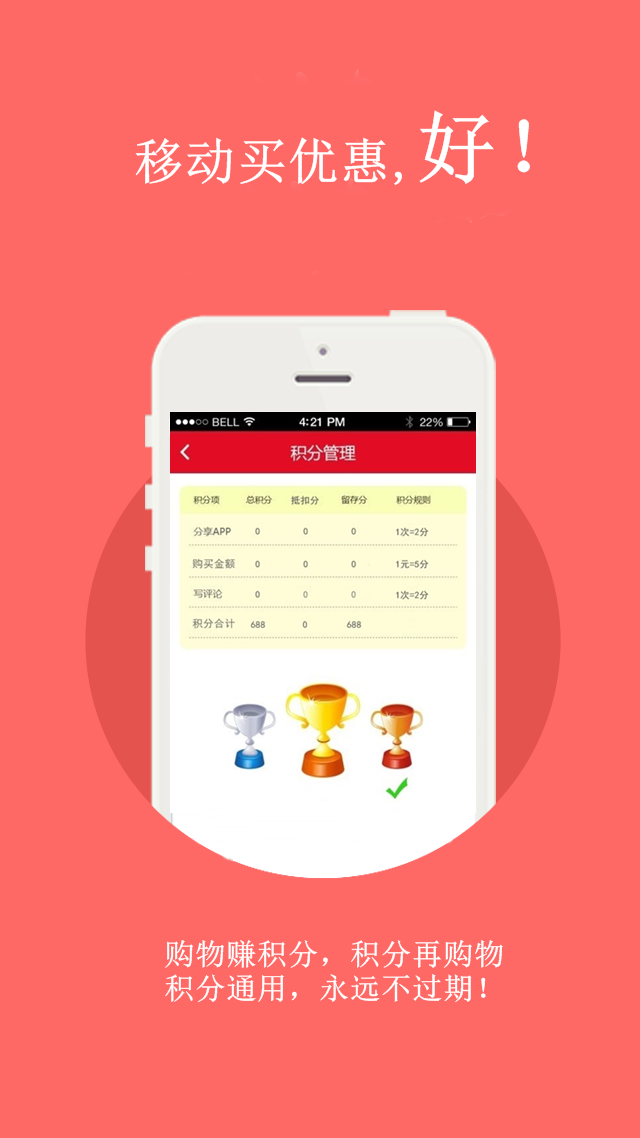 移动买优惠,好!
BELL 4:21 PM 22%
积分管理
积分项 总积分 抵扣分 留存分 积分规则
分享APP 0 0 0 1次=2分
购买金额 0 0 0 1元=5分
写评论 0 0 0 1次=2分
积分合计 688 0 688
购物赚积分，积分再购物
积分通用，永远不过期！